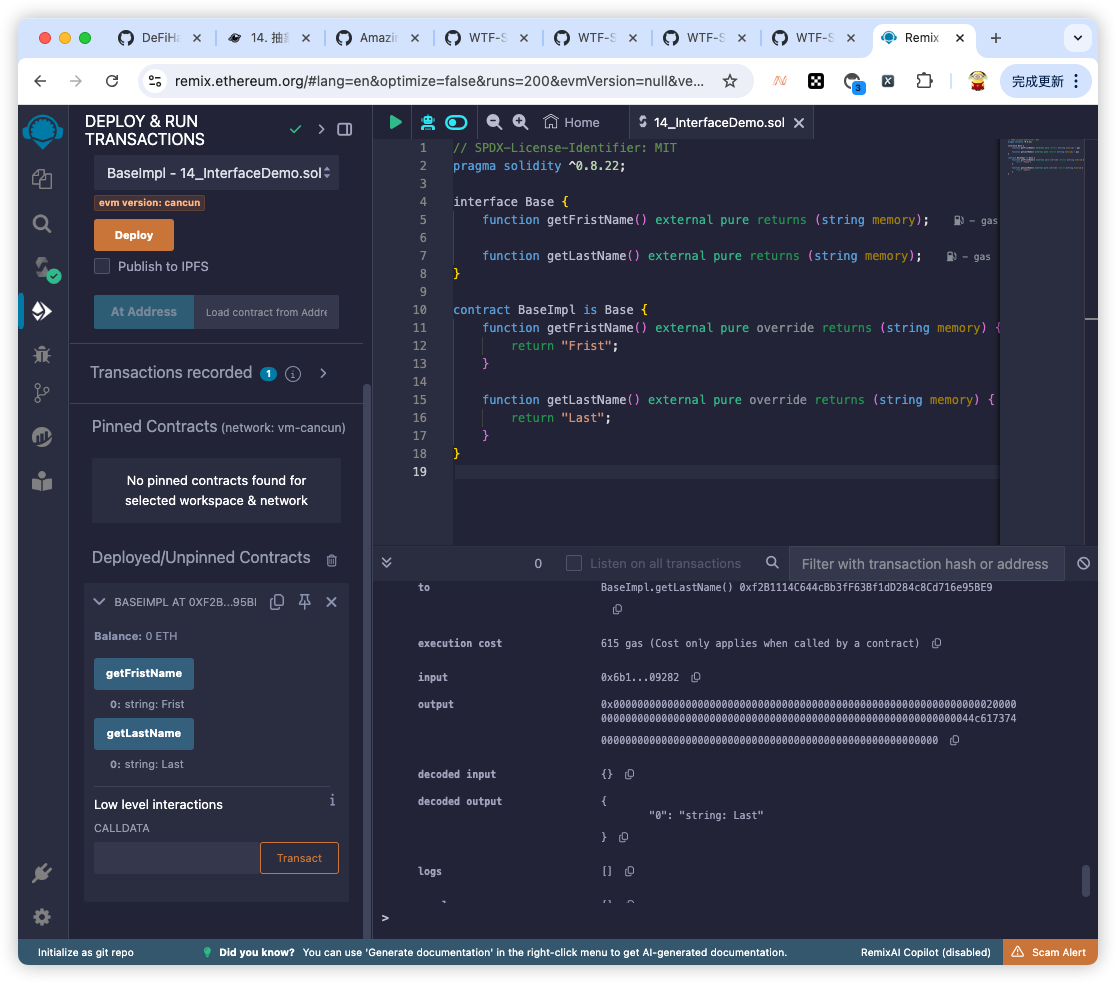 DeFiHa
14. 抽象
Amazin
WTF-S
WTF-S
WTF-S
WTF-S
Remix
remix.ethereum.org/#lang=en&optimize=false&runs=200&evmVersion=null&ve...
3
完成更新
DEPLOY & RUN
TRANSACTIONS
BaseImpl - 14_InterfaceDemo.sol
evm version: cancun
Deploy
Publish to IPFS
At Address
Load contract from Addre
Transactions recorded 1 i
Pinned Contracts (network: vm-cancun)
No pinned contracts found for
selected workspace & network
Deployed/Unpinned Contracts
BASEIMPL AT 0XF2B...95BI
Balance: 0 ETH
getFristName
0: string: Frist
getLastName
0: string: Last
Low level interactions
i
CALLDATA
Transact
Home
14_InterfaceDemo.sol
1 // SPDX-License-Identifier: MIT
2 pragma solidity ^0.8.22;
3
4 interface Base {
5 function getFristName() external pure returns (string memory); - gas
6
7 function getLastName() external pure returns (string memory); - gas
8 }
9
10 contract BaseImpl is Base {
11 function getFristName() external pure override returns (string memory) {
12 return "Frist";
13 }
14
15 function getLastName() external pure override returns (string memory) {
16 return "Last";
17 }
18 }
19
0
Listen on all transactions
Filter with transaction hash or address
to BaseImpl.getLastName() 0xf2B1114C644cBb3fF63Bf1dD284c8Cd716e95BE9
execution cost 615 gas (Cost only applies when called by a contract)
input 0x6b1...09282
output 0x000000000000000000000000000000000000000000000000000000000000002000​00
0000000000000000000000000000000000000000000000000000000000044c617374
00000000000000000000000000000000000000000000000000000000
decoded input {}
decoded output {
"0": "string: Last"
}
logs []
>
Initialize as git repo
Did you know? You can use 'Generate documentation' in the right-click menu to get AI-generated documentation.
RemixAI Copilot (disabled)
Scam Alert